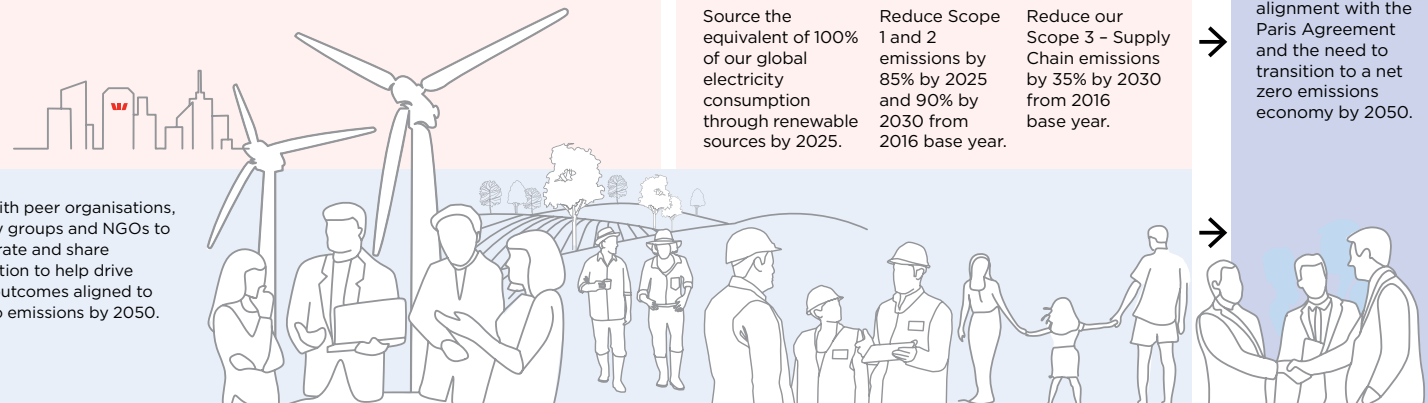 Source the
equivalent of 100%
of our global
electricity
consumption
through renewable
sources by 2025.
Reduce Scope
1 and 2
emissions by
85% by 2025
and 90% by
2030 from
2016 base year.
Reduce our
Scope 3 – Supply
Chain emissions
by 35% by 2030
from 2016
base year.
alignment with the
Paris Agreement
and the need to
transition to a net
zero emissions
economy by 2050.
peer organisations,
groups and NGOs to
and share
to help drive
outcomes aligned to
emissions by 2050.